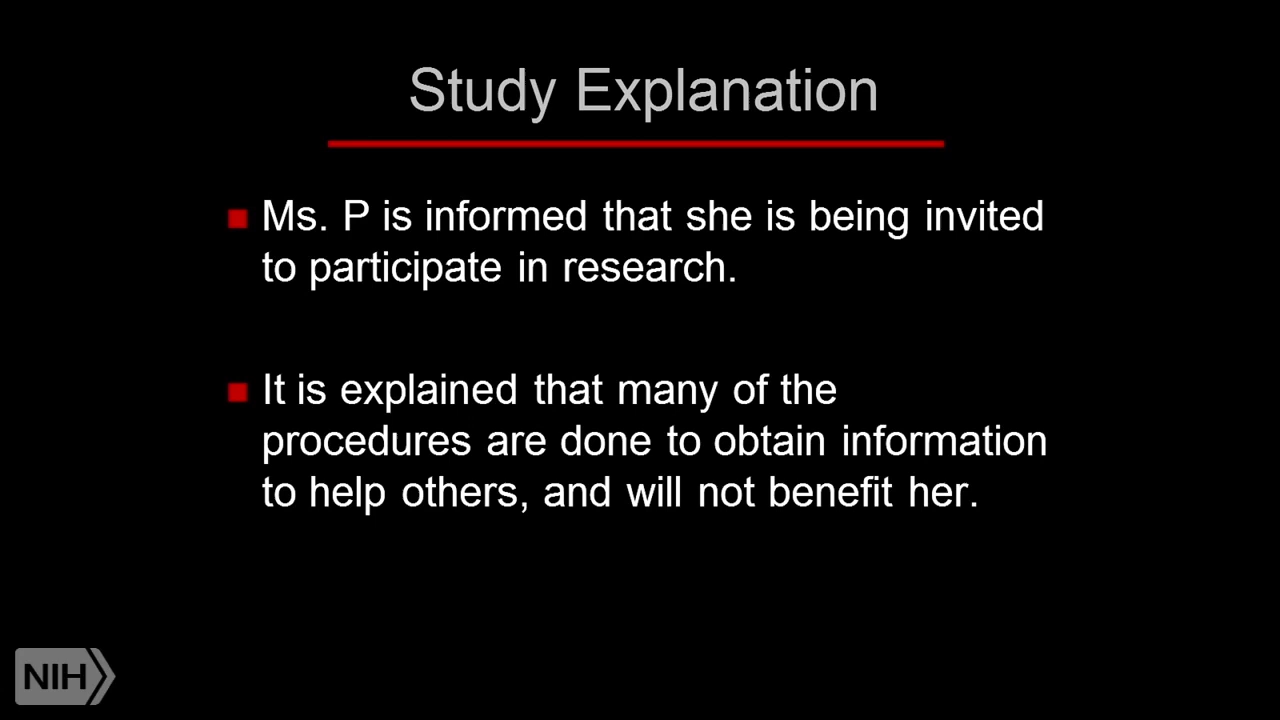 Study Explanation
Ms. P is informed that she is being invited
to participate in research.
It is explained that many of the
procedures are done to obtain information
to help others, and will not benefit her.
NIH